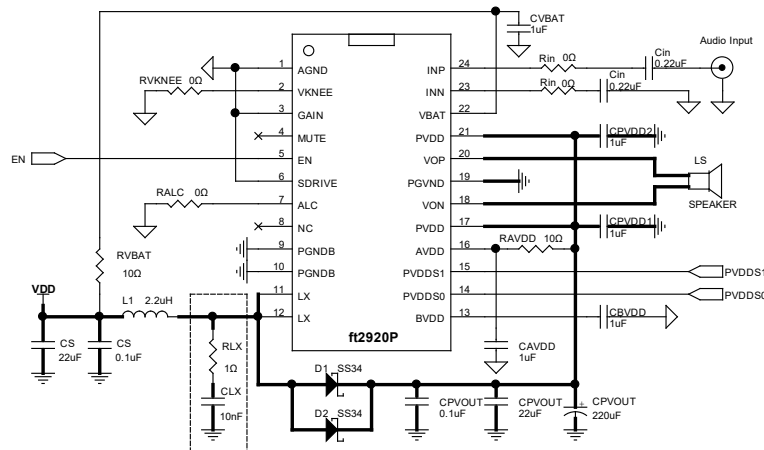 CVBAT
1uF
Audio Input
Cin
0.22uF
Rin 0Ω
Rin 0Ω
Cin
0.22uF
RVKNEE 0Ω
1 AGND
2 VKNEE
3 GAIN
4 MUTE
5 EN
6 SDRIVE
7 ALC
8 NC
9 PGNDB
10 PGNDB
11 LX
12 LX
INP 24
INN 23
VBAT 22
PVDD 21
VOP 20
PGVND 19
VON 18
PVDD 17
AVDD 16
PVDDS1 15
PVDDS0 14
BVDD 13
ft2920P
EN
RALC 0Ω
CPVDD2
1uF
LS
SPEAKER
CPVDD1
1uF
RAVDD 10Ω
PVDDS1
PVDDS0
CBVDD
1uF
CAVDD
1uF
RVBAT
10Ω
VDD
L1 2.2uH
CS
22uF
CS
0.1uF
RLX
1Ω
CLX
10nF
D1 SS34
D2 SS34
CPVOUT
0.1uF
CPVOUT
22uF
+
CPVOUT
220uF